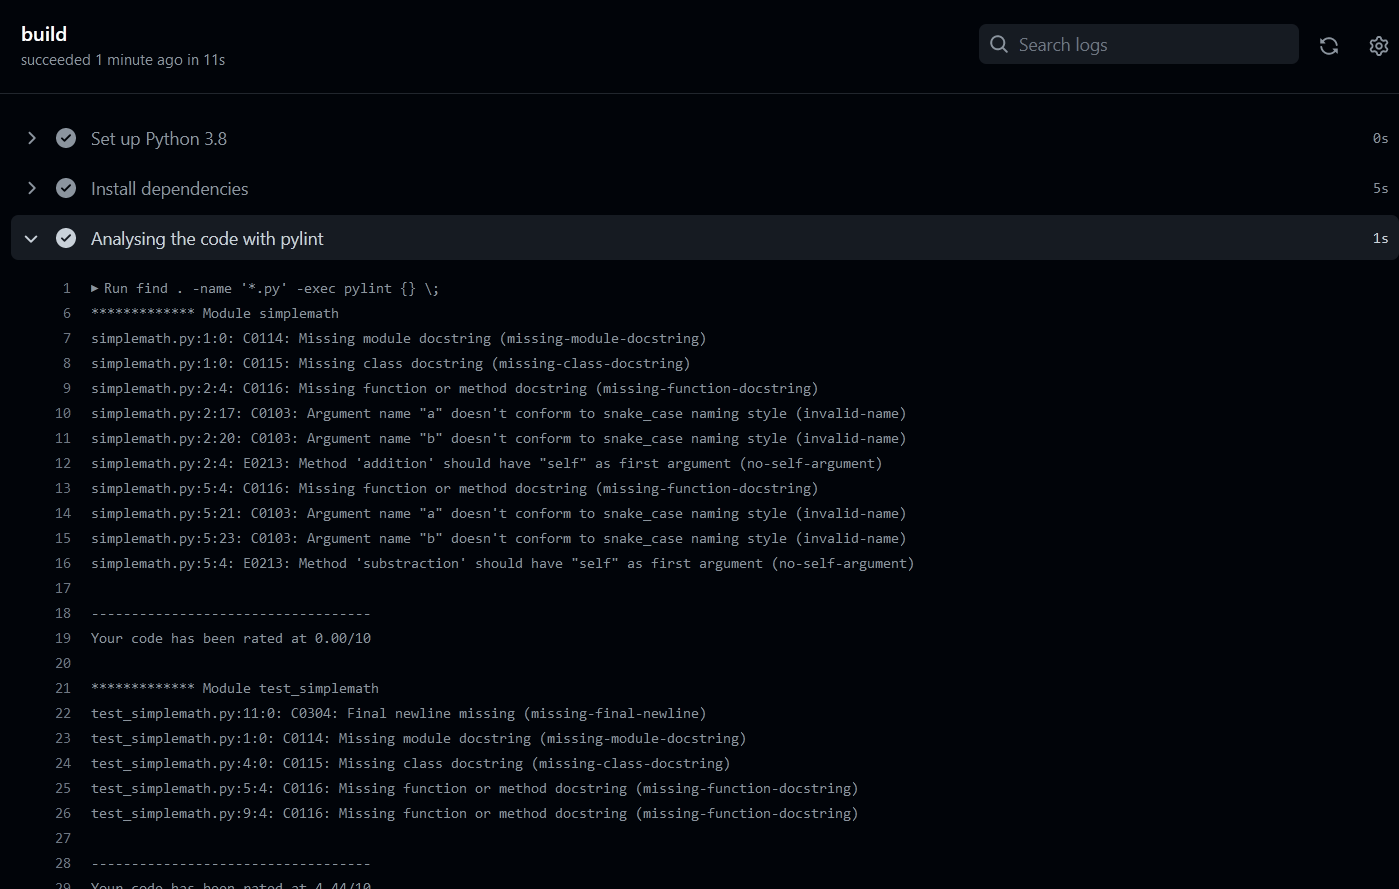 build
succeeded 1 minute ago in 11s
Search logs
Set up Python 3.8 0s
Install dependencies 5s
Analysing the code with pylint 1s
1 Run find . -name '*.py' -exec pylint {} \;
6 ************* Module simplemath
7 simplemath.py:1:0: C0114: Missing module docstring (missing-module-docstring)
8 simplemath.py:1:0: C0115: Missing class docstring (missing-class-docstring)
9 simplemath.py:2:4: C0116: Missing function or method docstring (missing-function-docstring)
10 simplemath.py:2:17: C0103: Argument name "a" doesn't conform to snake_case naming style (invalid-name)
11 simplemath.py:2:20: C0103: Argument name "b" doesn't conform to snake_case naming style (invalid-name)
12 simplemath.py:2:4: E0213: Method 'addition' should have "self" as first argument (no-self-argument)
13 simplemath.py:5:4: C0116: Missing function or method docstring (missing-function-docstring)
14 simplemath.py:5:21: C0103: Argument name "a" doesn't conform to snake_case naming style (invalid-name)
15 simplemath.py:5:23: C0103: Argument name "b" doesn't conform to snake_case naming style (invalid-name)
16 simplemath.py:5:4: E0213: Method 'substraction' should have "self" as first argument (no-self-argument)
17
18 -----------------------------------
19 Your code has been rated at 0.00/10
20
21 ************* Module test_simplemath
22 test_simplemath.py:11:0: C0304: Final newline missing (missing-final-newline)
23 test_simplemath.py:1:0: C0114: Missing module docstring (missing-module-docstring)
24 test_simplemath.py:4:0: C0115: Missing class docstring (missing-class-docstring)
25 test_simplemath.py:5:4: C0116: Missing function or method docstring (missing-function-docstring)
26 test_simplemath.py:9:4: C0116: Missing function or method docstring (missing-function-docstring)
27
28 -----------------------------------
29 Your code has been rated at 4.44/10